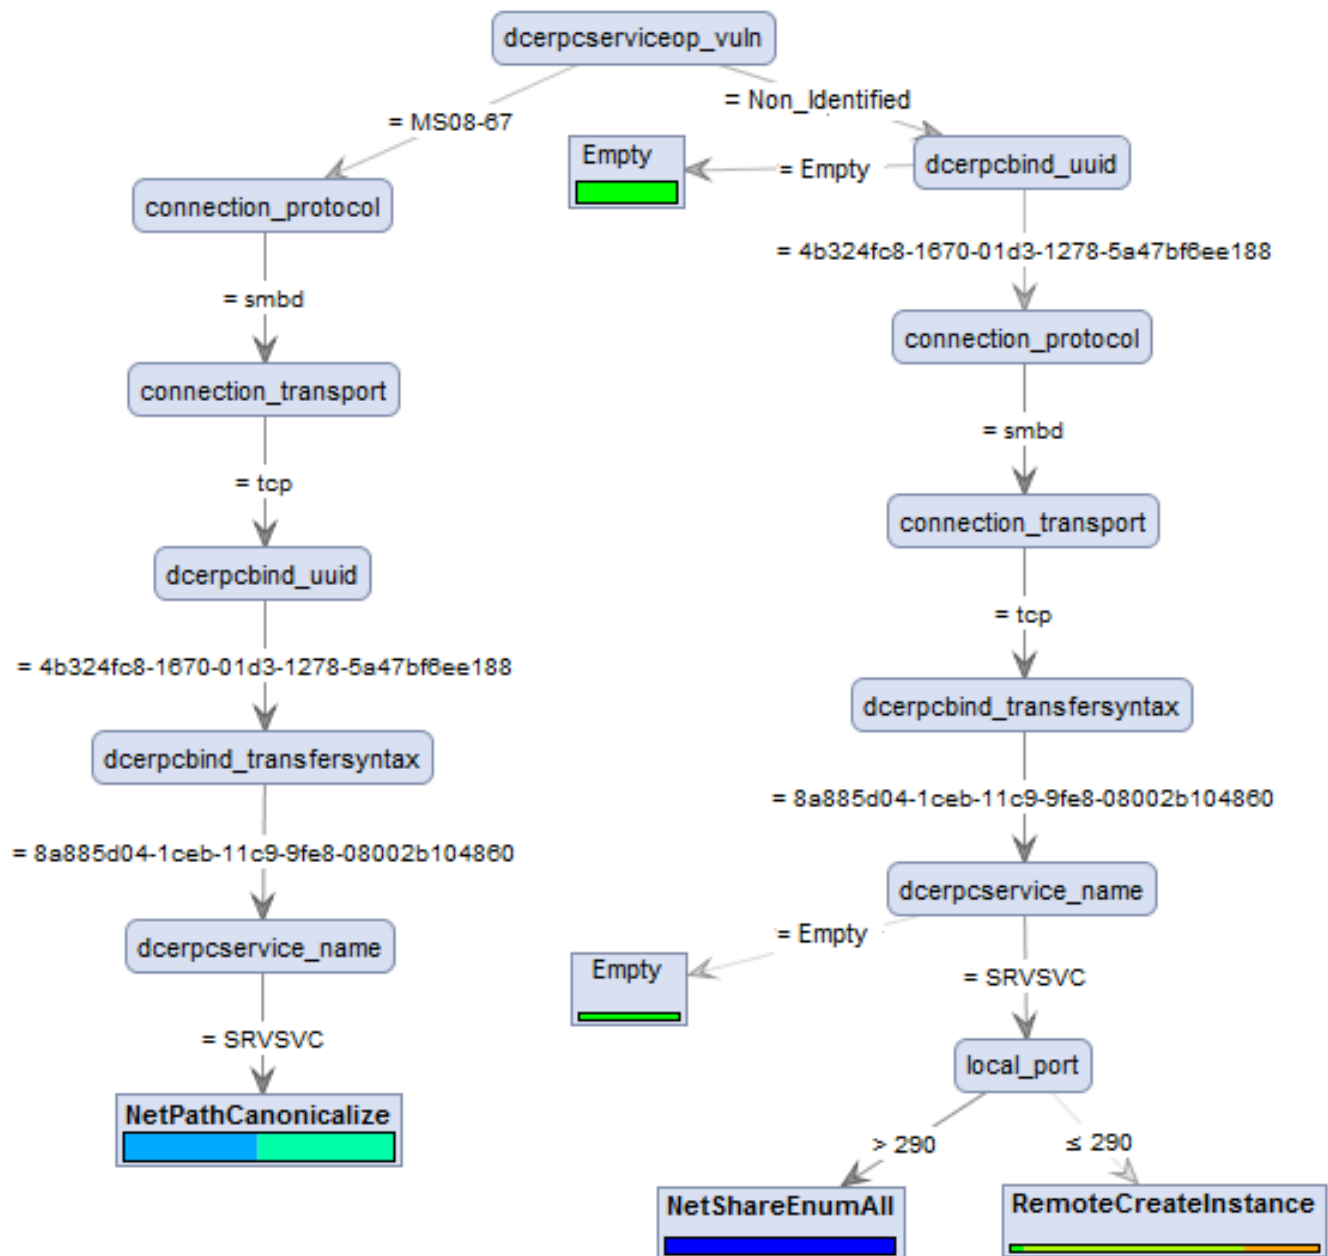 dcerpcserviceop_vuln
= Non_Identified
= MS08-67
Empty
= Empty
dcerpcbind_uuid
connection_protocol
= 4b324fc8-1670-01d3-1278-5a47bf6ee188
= smbd
connection_protocol
connection_transport
= smbd
= tcp
connection_transport
dcerpcbind_uuid
= tcp
= 4b324fc8-1670-01d3-1278-5a47bf6ee188
dcerpcbind_transfersyntax
dcerpcbind_transfersyntax
= 8a885d04-1ceb-11c9-9fe8-08002b104860
= 8a885d04-1ceb-11c9-9fe8-08002b104860
dcerpcservice_name
dcerpcservice_name
= Empty
Empty
= SRVSVC
= SRVSVC
local_port
NetPathCanonicalize
> 290
≤ 290
NetShareEnumAll
RemoteCreateInstance